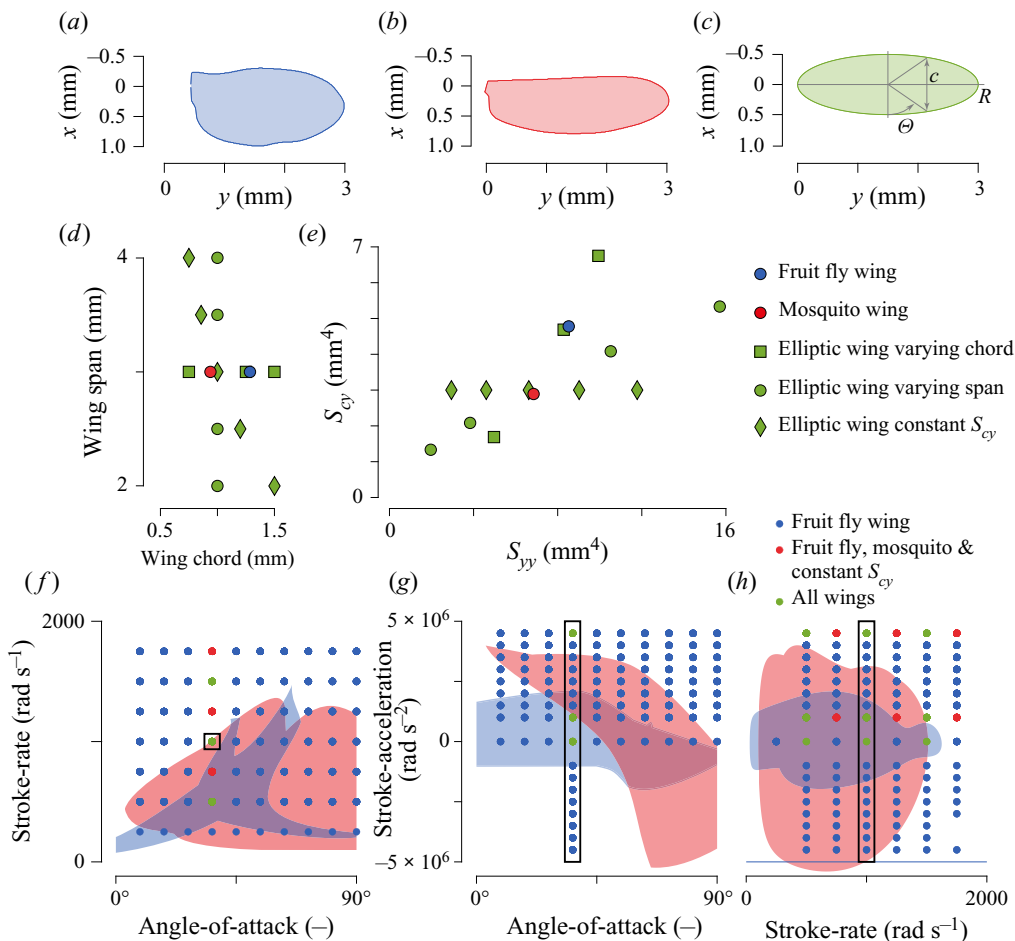 (a)
–0.5
0
0.5
1.0
x (mm)
0
3
y (mm)
(b)
–0.5
0
0.5
1.0
x (mm)
0
3
y (mm)
(c)
–0.5
0
0.5
1.0
x (mm)
c
R
Θ
0
3
y (mm)
(d)
4
2
Wing span (mm)
0.5
1.5
Wing chord (mm)
(e)
7
0
Scy (mm⁴)
0
16
Syy (mm⁴)
Fruit fly wing
Mosquito wing
Elliptic wing varying chord
Elliptic wing varying span
Elliptic wing constant Scy
Fruit fly wing
Fruit fly, mosquito &
constant Scy
All wings
(f)
2000
1000
0
Stroke-rate (rad s⁻¹)
0°
90°
Angle-of-attack (–)
(g)
5 × 10⁶
0
–5 × 10⁶
Stroke-acceleration
(rad s⁻²)
0°
90°
Angle-of-attack (–)
(h)
0
2000
Stroke-rate (rad s⁻¹)